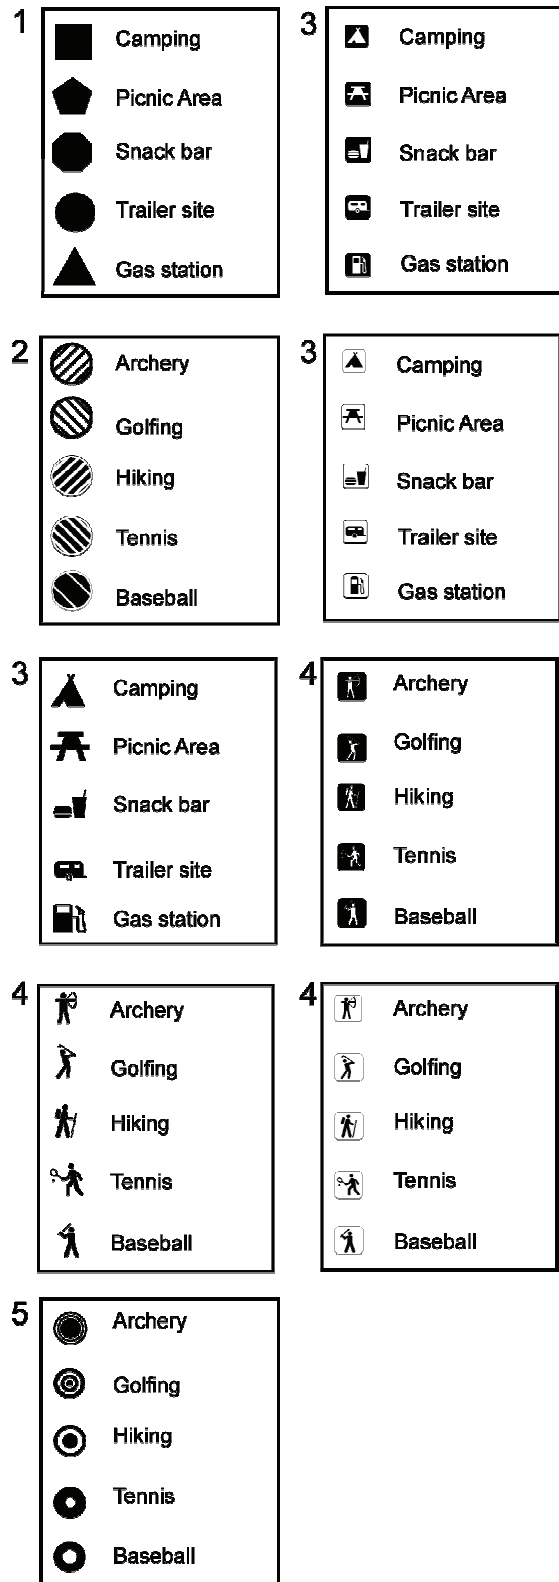 1
Camping
Picnic Area
Snack bar
Trailer site
Gas station
3
Camping
Picnic Area
Snack bar
Trailer site
Gas station
2
Archery
Golfing
Hiking
Tennis
Baseball
3
Camping
Picnic Area
Snack bar
Trailer site
Gas station
3
Camping
Picnic Area
Snack bar
Trailer site
Gas station
4
Archery
Golfing
Hiking
Tennis
Baseball
4
Archery
Golfing
Hiking
Tennis
Baseball
4
Archery
Golfing
Hiking
Tennis
Baseball
5
Archery
Golfing
Hiking
Tennis
Baseball